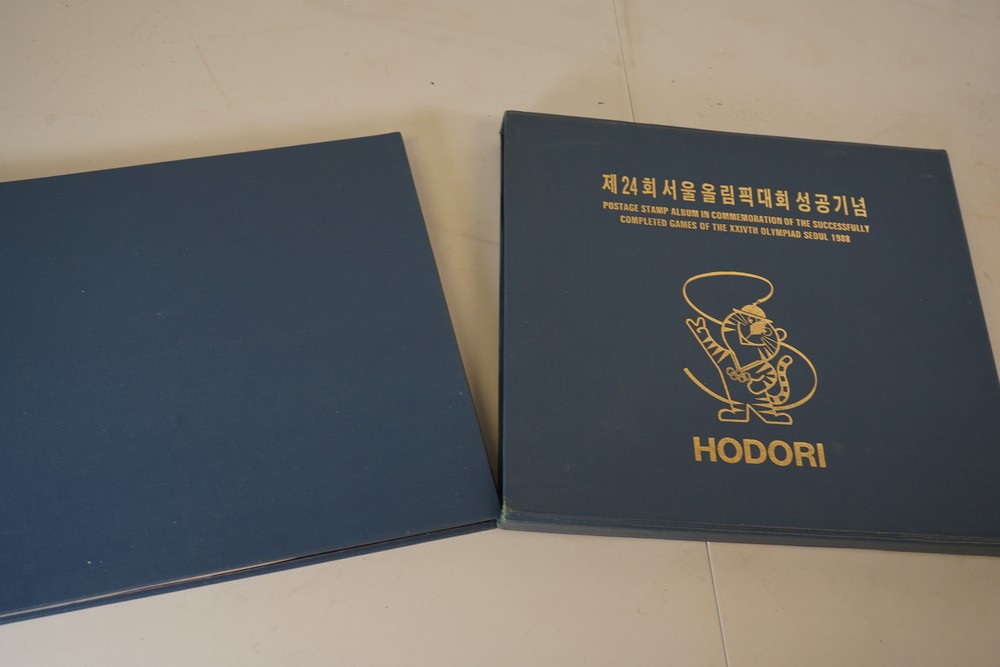 제24회 서울올림픽대회 성공기념
POSTAGE STAMP ALBUM IN COMMEMORATION OF THE SUCCESSFULLY
COMPLETED GAMES OF THE XXIVTH OLYMPIAD SEOUL 1988
HODORI